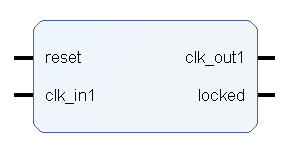 reset
clk_out1
clk_in1
locked